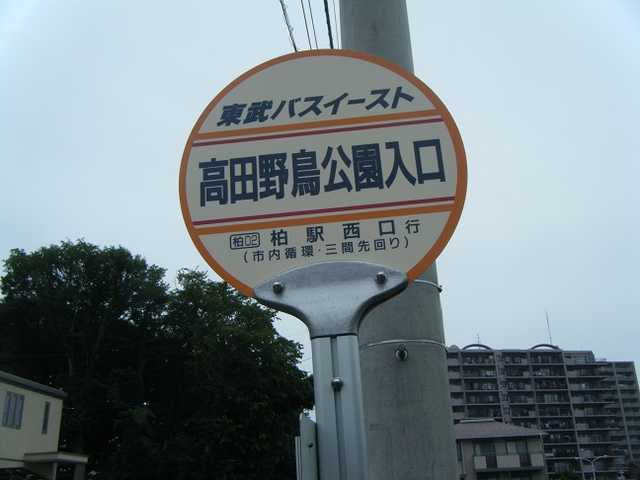 東武バスイースト
高田野鳥公園入口
柏02 柏駅西口行
(市内循環・三間先回り)